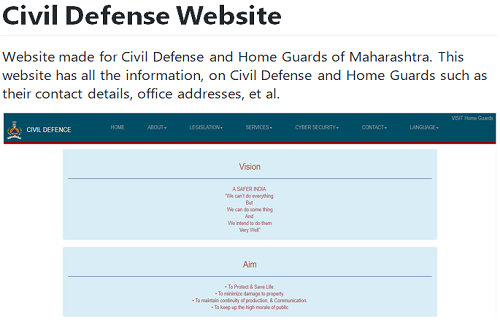 Civil Defense Website
Website made for Civil Defense and Home Guards of Maharashtra. This
website has all the information, on Civil Defense and Home Guards such as
their contact details, office addresses, et al.
VISIT Home Guards
CIVIL DEFENCE HOME ABOUT LEGISLATION SERVICES CYBER SECURITY CONTACT LANGUAGE
Vision
A SAFER INDIA
"We can't do everything
But
We can do some thing
And
We Intend to do them
Very Well"
Aim
• To Protect & Save Life.
• To minimize damage to property.
• To maintain continuity of production, & Communication.
• To keep up the high morale of public.